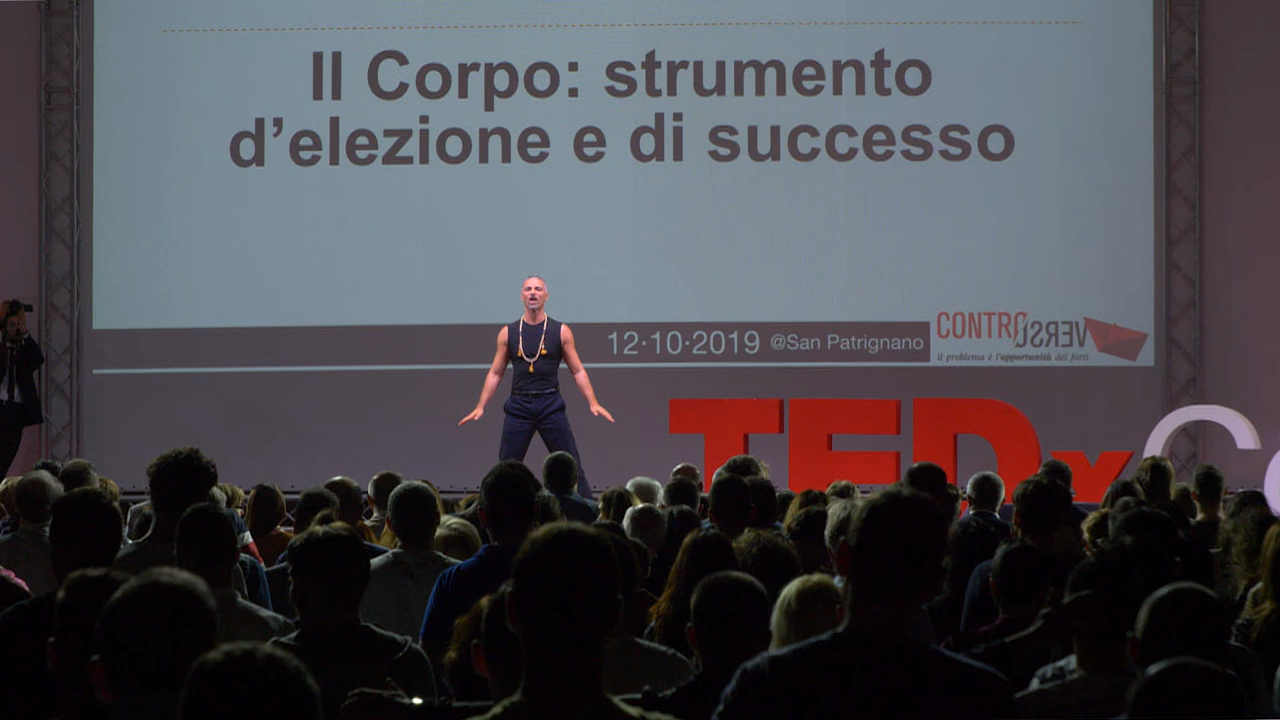 Il Corpo: strumento
d’elezione e di successo
12·10·2019 @San Patrignano
CONTROVERSO
il problema è l'opportunità dei forti
TEDx